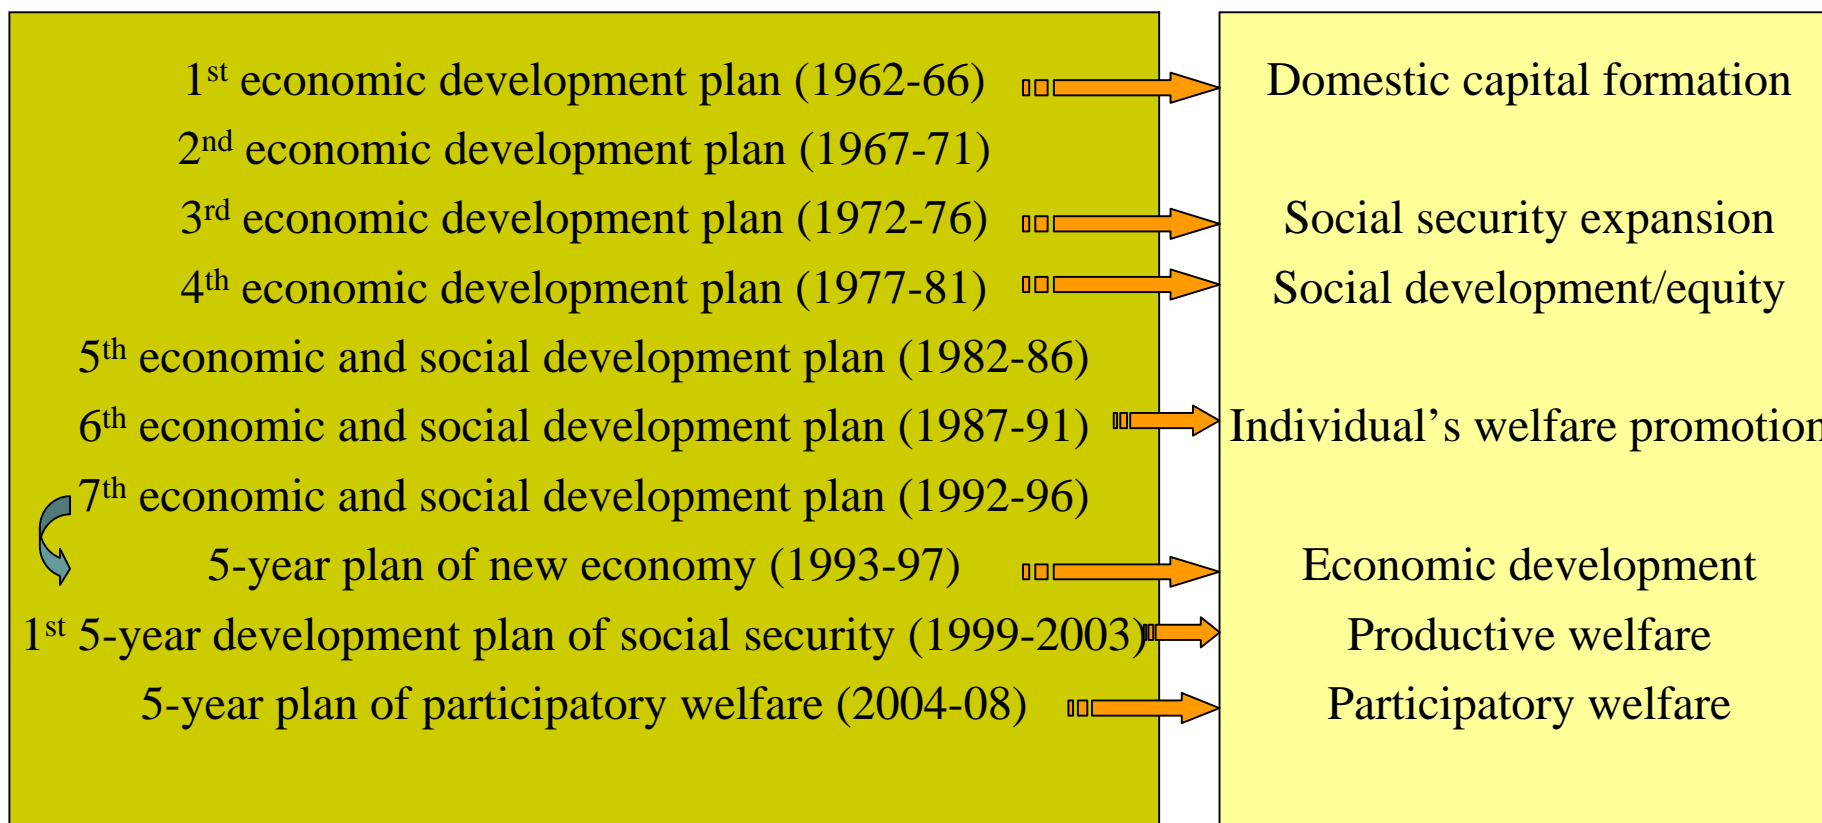 1st economic development plan (1962-66) Domestic capital formation
2nd economic development plan (1967-71)
3rd economic development plan (1972-76) Social security expansion
4th economic development plan (1977-81) Social development/equity
5th economic and social development plan (1982-86)
6th economic and social development plan (1987-91) Individual’s welfare promotion
7th economic and social development plan (1992-96)
5-year plan of new economy (1993-97) Economic development
1st 5-year development plan of social security (1999-2003) Productive welfare
5-year plan of participatory welfare (2004-08) Participatory welfare